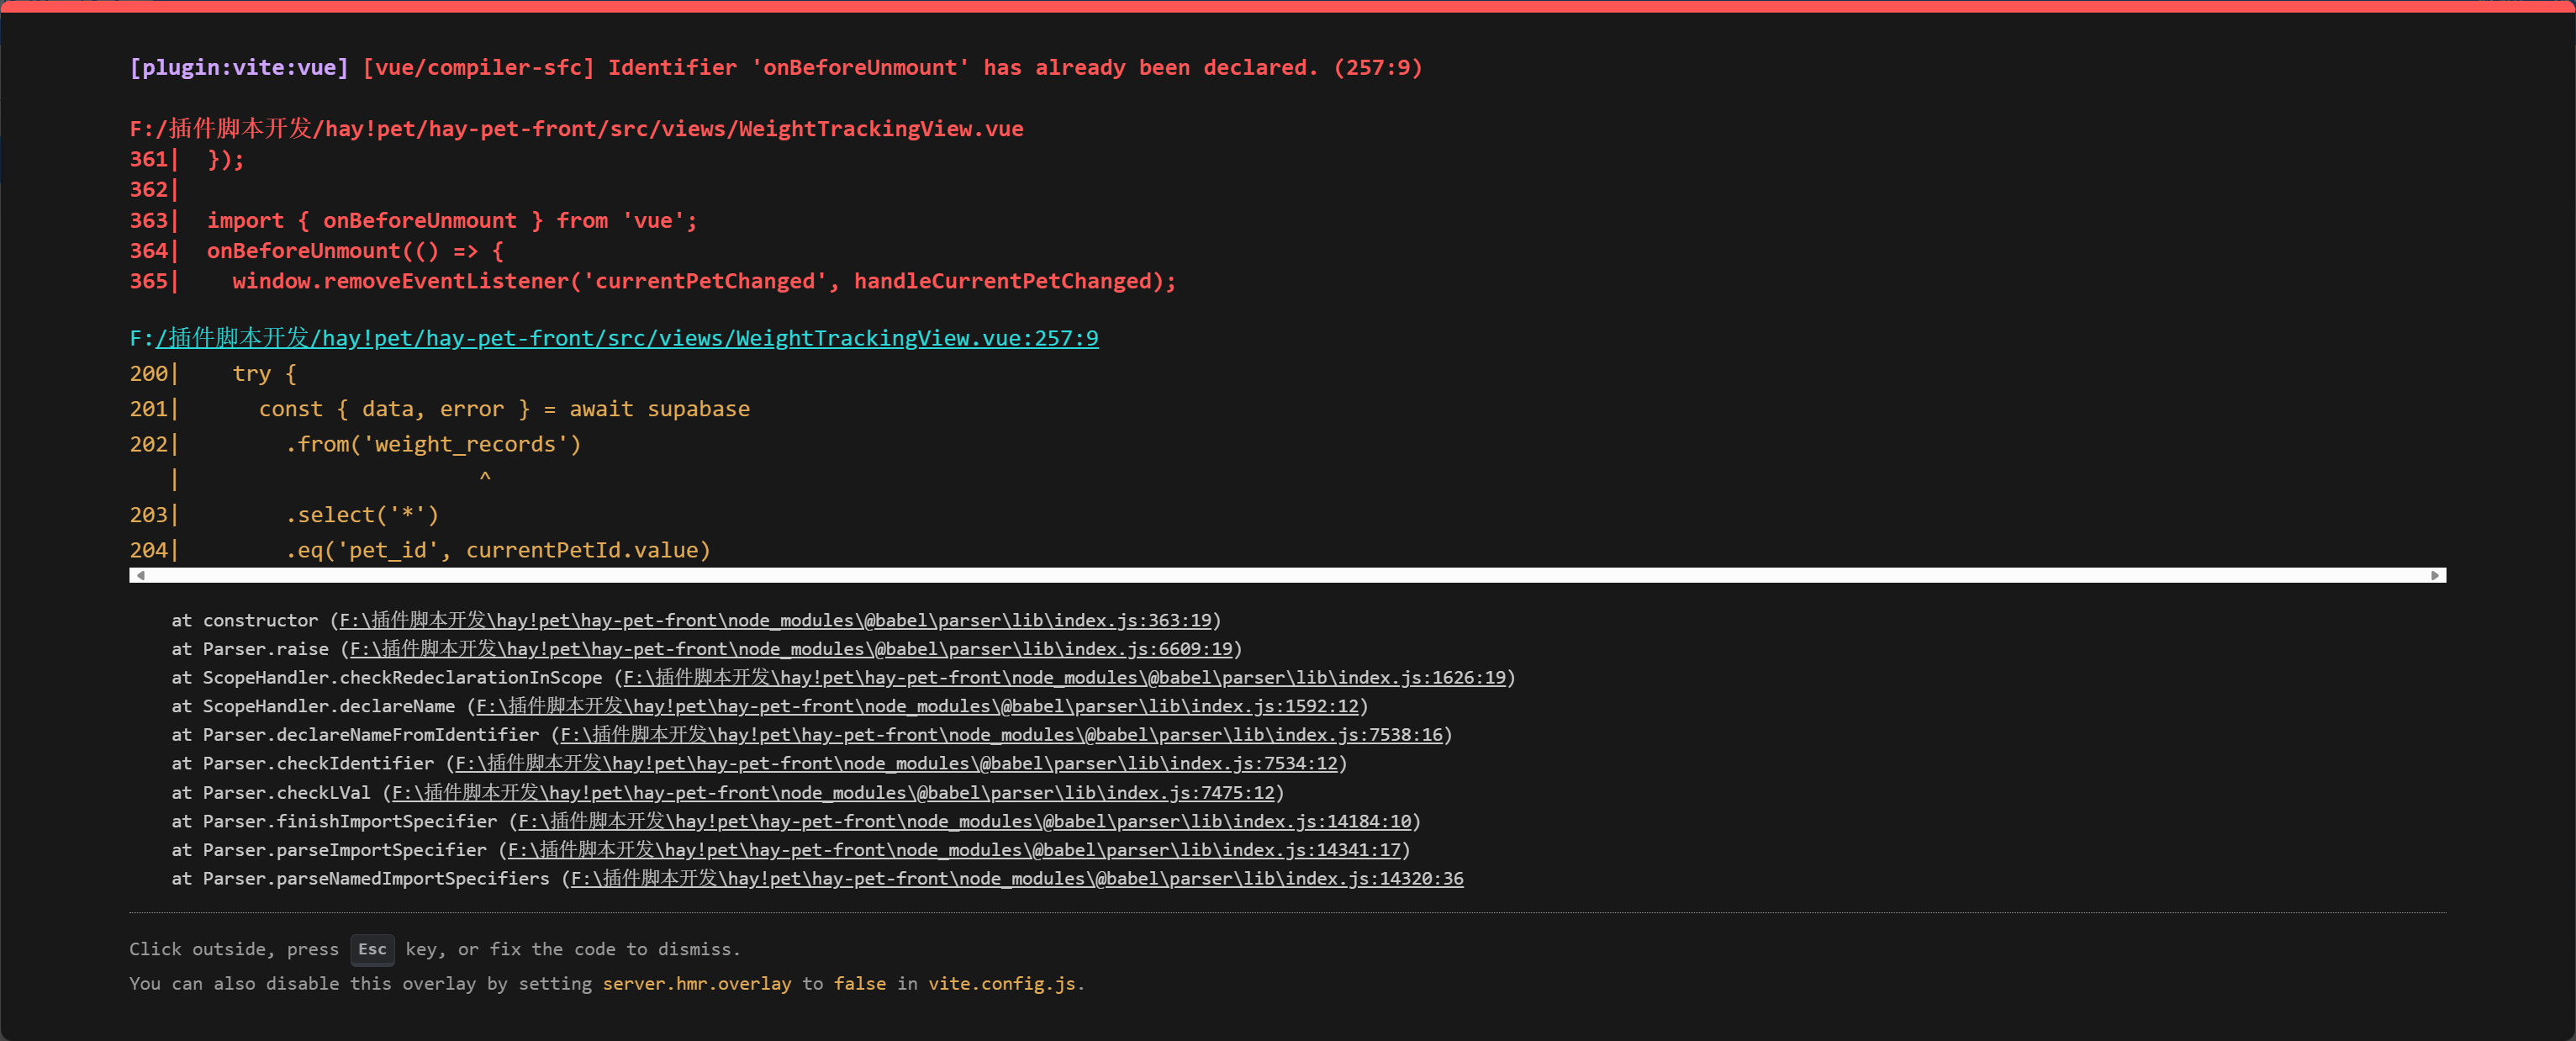 [plugin:vite:vue] [vue/compiler-sfc] Identifier 'onBeforeUnmount' has already been declared. (257:9)
F:/插件脚本开发/hay!pet/hay-pet-front/src/views/WeightTrackingView.vue
361|  });
362|
363|  import { onBeforeUnmount } from 'vue';
364|  onBeforeUnmount(() => {
365|    window.removeEventListener('currentPetChanged', handleCurrentPetChanged);
F:/插件脚本开发/hay!pet/hay-pet-front/src/views/WeightTrackingView.vue:257:9
200|    try {
201|      const { data, error } = await supabase
202|        .from('weight_records')
   |                       ^
203|        .select('*')
204|        .eq('pet_id', currentPetId.value)
at constructor (F:\插件脚本开发\hay!pet\hay-pet-front\node_modules\@babel\parser\lib\index.js:363:19)
at Parser.raise (F:\插件脚本开发\hay!pet\hay-pet-front\node_modules\@babel\parser\lib\index.js:6609:19)
at ScopeHandler.checkRedeclarationInScope (F:\插件脚本开发\hay!pet\hay-pet-front\node_modules\@babel\parser\lib\index.js:1626:19)
at ScopeHandler.declareName (F:\插件脚本开发\hay!pet\hay-pet-front\node_modules\@babel\parser\lib\index.js:1592:12)
at Parser.declareNameFromIdentifier (F:\插件脚本开发\hay!pet\hay-pet-front\node_modules\@babel\parser\lib\index.js:7538:16)
at Parser.checkIdentifier (F:\插件脚本开发\hay!pet\hay-pet-front\node_modules\@babel\parser\lib\index.js:7534:12)
at Parser.checkLVal (F:\插件脚本开发\hay!pet\hay-pet-front\node_modules\@babel\parser\lib\index.js:7475:12)
at Parser.finishImportSpecifier (F:\插件脚本开发\hay!pet\hay-pet-front\node_modules\@babel\parser\lib\index.js:14184:10)
at Parser.parseImportSpecifier (F:\插件脚本开发\hay!pet\hay-pet-front\node_modules\@babel\parser\lib\index.js:14341:17)
at Parser.parseNamedImportSpecifiers (F:\插件脚本开发\hay!pet\hay-pet-front\node_modules\@babel\parser\lib\index.js:14320:36
Click outside, press Esc key, or fix the code to dismiss.
You can also disable this overlay by setting server.hmr.overlay to false in vite.config.js.